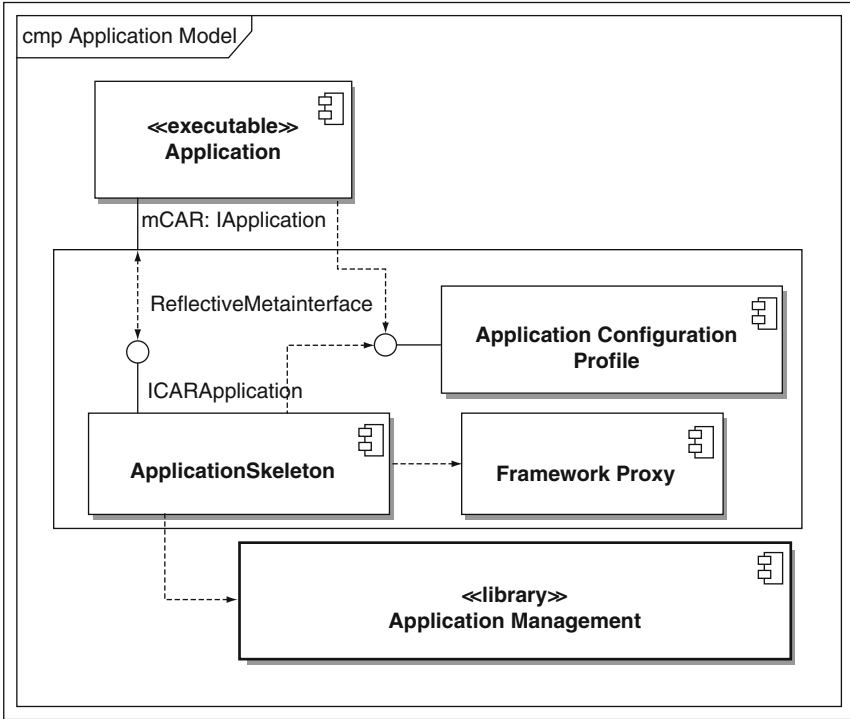 cmp Application Model
≪executable≫
Application
mCAR: IApplication
ReflectiveMetainterface
Application Configuration
Profile
ICARApplication
ApplicationSkeleton
Framework Proxy
≪library≫
Application Management